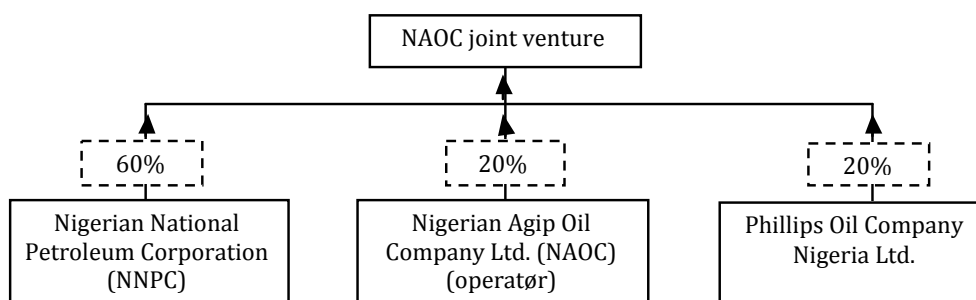 NAOC joint venture
60%
20%
20%
Nigerian National
Petroleum Corporation
(NNPC)
Nigerian Agip Oil
Company Ltd. (NAOC)
(operatør)
Phillips Oil Company
Nigeria Ltd.